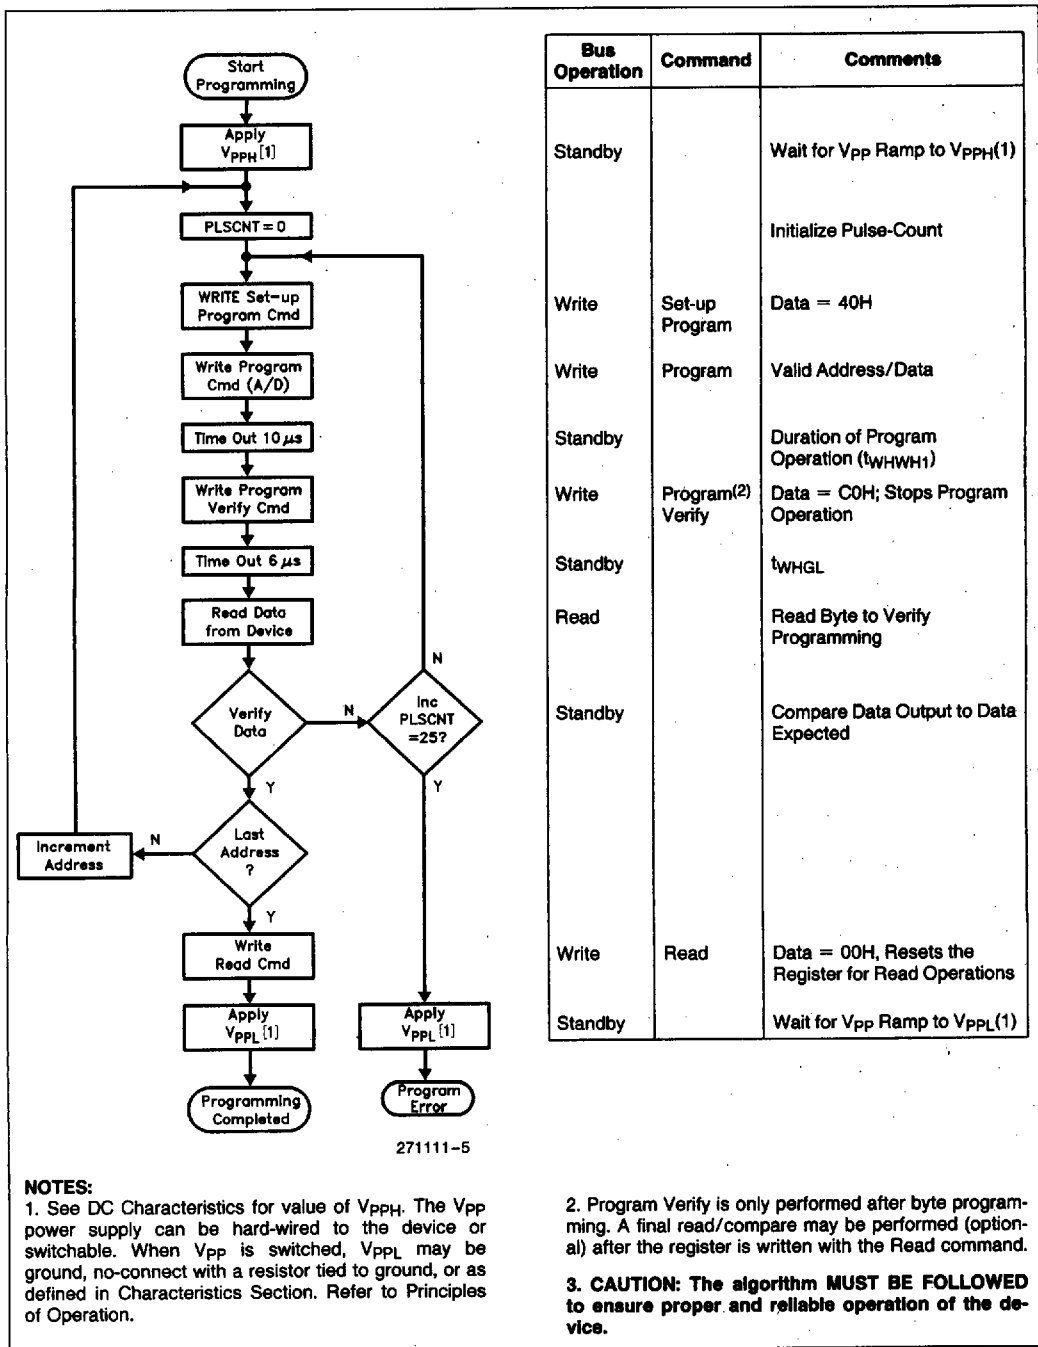 Start
Programming
Apply
VPPH[1]
PLSCNT = 0
WRITE Set-up
Program Cmd
Write Program
Cmd (A/D)
Time Out 10 μs
Write Program
Verify Cmd
Time Out 6 μs
Read Data
from Device
Verify
Data
N
Inc
PLSCNT
=25?
N
Y
Y
Last
Address
?
N
Increment
Address
Y
Write
Read Cmd
Apply
VPPL[1]
Programming
Completed
Apply
VPPL[1]
Program
Error
271111-5
Bus
Operation
Command
Comments
Standby
Wait for VPP Ramp to VPPH(1)
Initialize Pulse-Count
Write
Set-up
Program
Data = 40H
Write
Program
Valid Address/Data
Standby
Duration of Program
Operation (tWHWH1)
Write
Program(2)
Verify
Data = C0H; Stops Program
Operation
Standby
tWHGL
Read
Read Byte to Verify
Programming
Standby
Compare Data Output to Data
Expected
Write
Read
Data = 00H, Resets the
Register for Read Operations
Standby
Wait for VPP Ramp to VPPL(1)
NOTES:
1. See DC Characteristics for value of VPPH. The VPP
power supply can be hard-wired to the device or
switchable. When VPP is switched, VPPL may be
ground, no-connect with a resistor tied to ground, or as
defined in Characteristics Section. Refer to Principles
of Operation.
2. Program Verify is only performed after byte program-
ming. A final read/compare may be performed (option-
al) after the register is written with the Read command.
3. CAUTION: The algorithm MUST BE FOLLOWED
to ensure proper and reliable operation of the de-
vice.